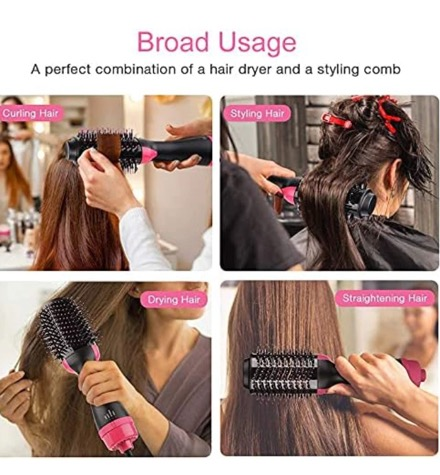 Broad Usage
A perfect combination of a hair dryer and a styling comb
Curling Hair
Styling Hair
Drying Hair
Straightening Hair